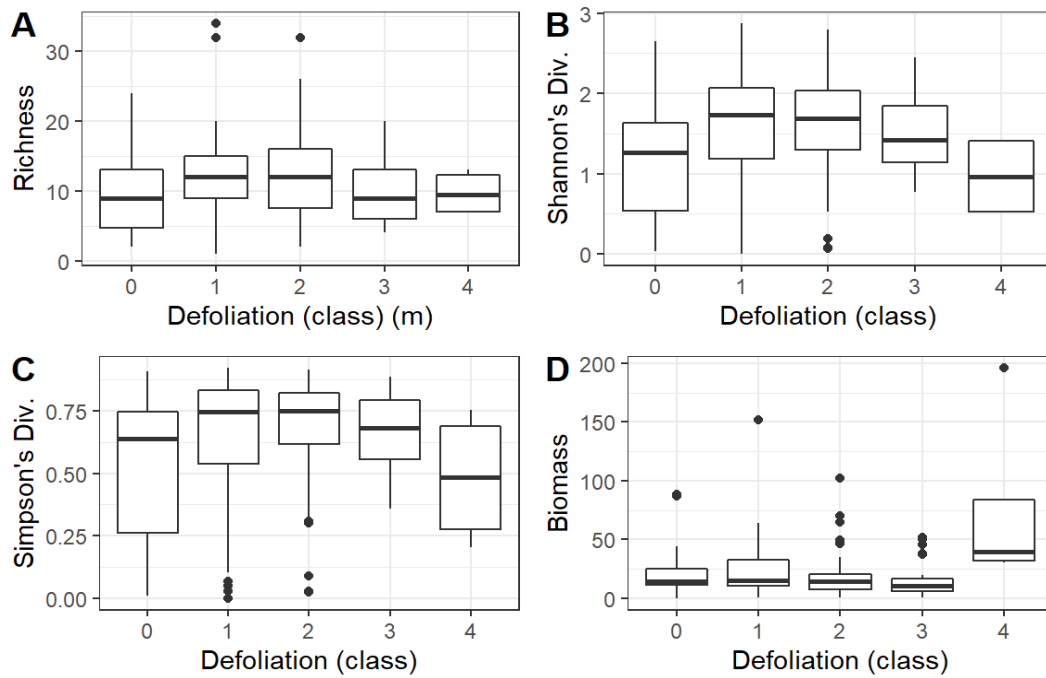 A
Richness
30
20
10
0
0 1 2 3 4
Defoliation (class) (m)
B
Shannon's Div.
3
2
1
0
0 1 2 3 4
Defoliation (class)
C
Simpson's Div.
0.75
0.50
0.25
0.00
0 1 2 3 4
Defoliation (class)
D
Biomass
200
150
100
50
0
0 1 2 3 4
Defoliation (class)